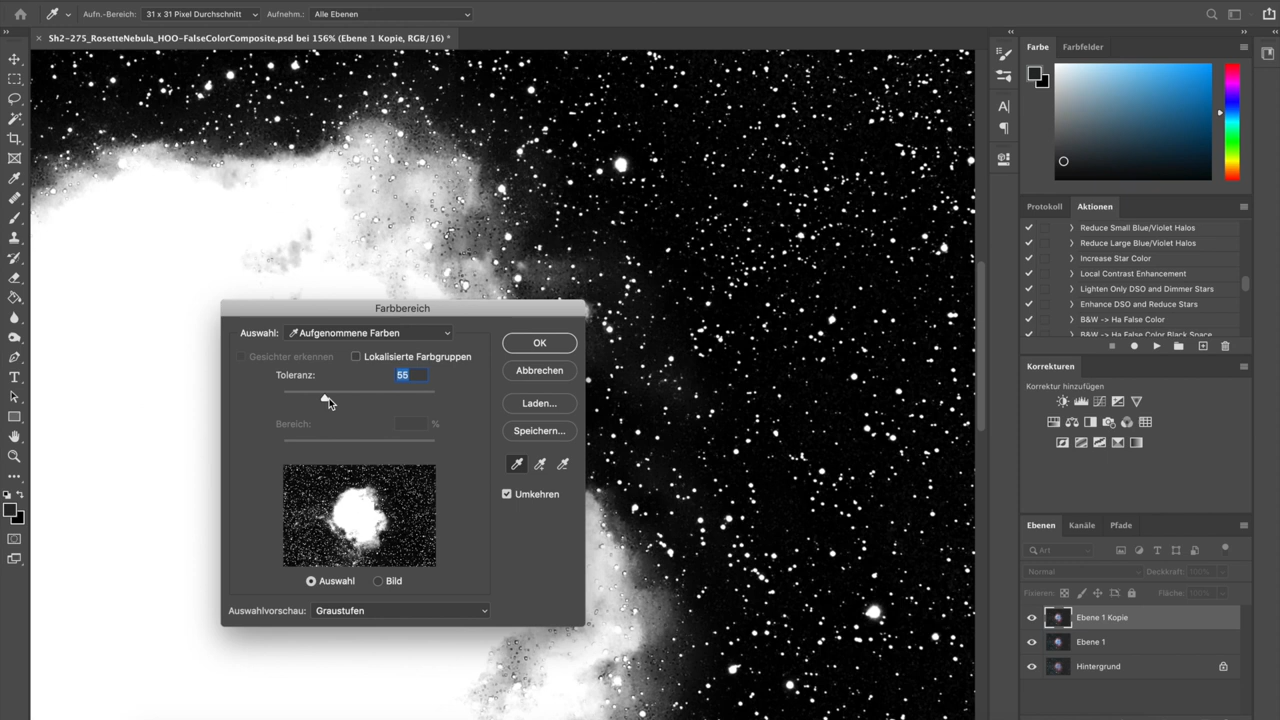 Aufn.-Bereich: 31 x 31 Pixel Durchschnitt Aufnehm.: Alle Ebenen
Sh2-275_RosetteNebula_HOO-FalseColorComposite.psd bei 156% (Ebene 1 Kopie, RGB/16) *
Farbe Farbfelder
Protokoll Aktionen
Reduce Small Blue/Violet Halos
Reduce Large Blue/Violet Halos
Increase Star Color
Local Contrast Enhancement
Lighten Only DSO and Dimmer Stars
Enhance DSO and Reduce Stars
B&W -> Ha False Color
B&W -> Ha False Color Black Space
Korrekturen
Korrektur hinzufügen
Farbbereich
Auswahl: Aufgenommene Farben
Gesichter erkennen Lokalisierte Farbgruppen
Toleranz: 55
Bereich: %
OK
Abbrechen
Laden...
Speichern...
Umkehren
Auswahl Bild
Auswahlvorschau: Graustufen
Ebenen Kanäle Pfade
Art
Normal Deckkraft: 100%
Fixieren: Fläche: 100%
Ebene 1 Kopie
Ebene 1
Hintergrund